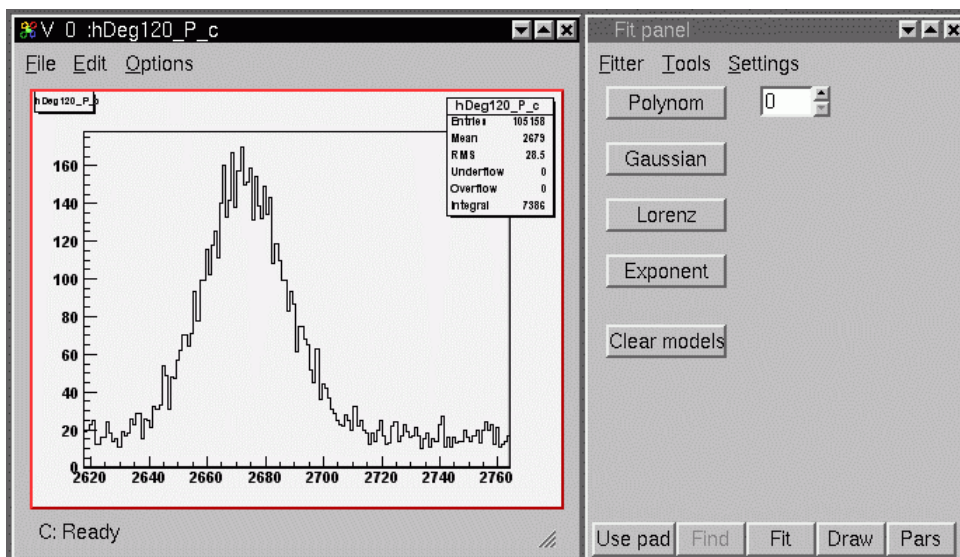 V 0 :hDeg120_P_c
File Edit Options
hDeg120_P_c
hDeg120_P_c
Entries 105158
Mean 2679
RMS 28.5
Underflow 0
Overflow 0
Integral 7386
160
140
120
100
80
60
40
20
0
2620 2640 2660 2680 2700 2720 2740 2760
C: Ready
Fit panel
Fitter Tools Settings
Polynom 0
Gaussian
Lorenz
Exponent
Clear models
Use pad Find Fit Draw Pars